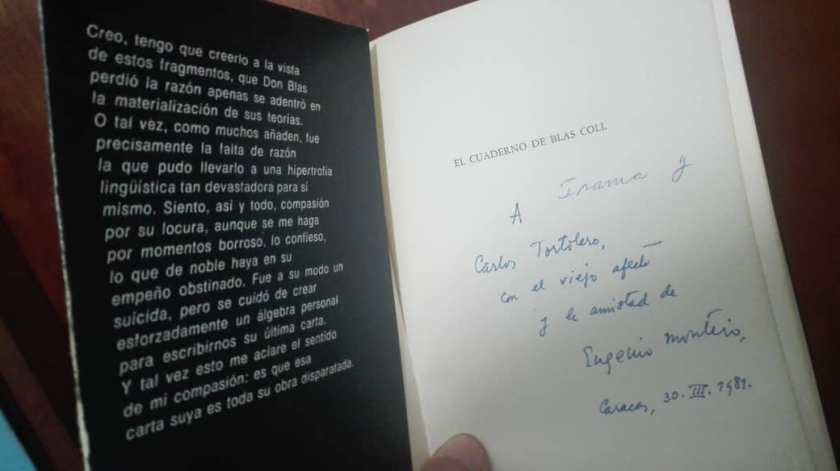 Creo, tengo que creerlo a la vista
de estos fragmentos, que Don Blas
perdió la razón apenas se adentró en
la materialización de sus teorías.
O tal vez, como muchos añaden, fue
precisamente la falta de razón
la que pudo llevarlo a una hipertrofia
lingüística tan devastadora para sí
mismo. Siento, así y todo, compasión
por su locura, aunque se me haga
por momentos borroso, lo confieso,
lo que de noble haya en su
empeño obstinado. Fue a su modo un
suicida, pero se cuidó de crear
esforzadamente un álgebra personal
para escribirnos su última carta.
Y tal vez esto me aclare el sentido
de mi compasión: es que esa
carta suya es toda su obra disparatada.
EL CUADERNO DE BLAS COLL
A y
Carlos Tortolero,
con el viejo afecto
y la amistad de
Eugenio Montejo,
Caracas, 30. III.